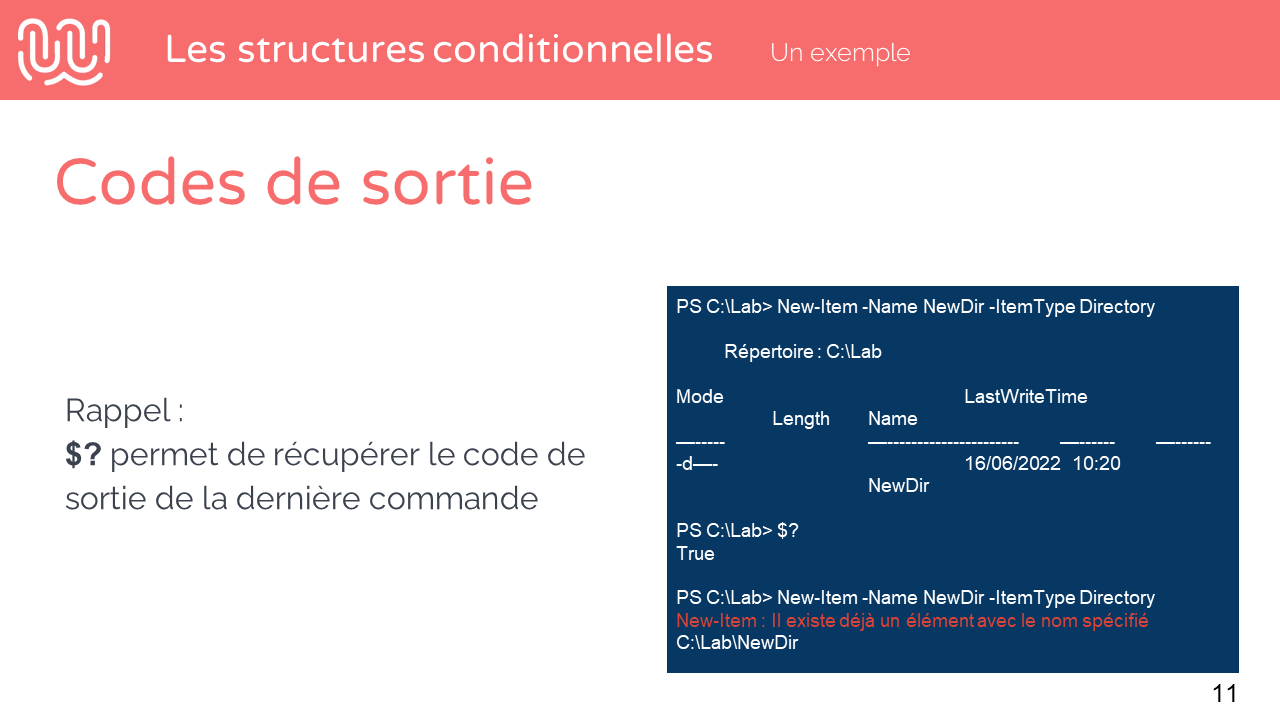 Les structures conditionnelles Un exemple
Codes de sortie
Rappel :
$? permet de récupérer le code de
sortie de la dernière commande
PS C:\Lab> New-Item -Name NewDir -ItemType Directory
Répertoire : C:\Lab
Mode LastWriteTime
Length Name
—----- —---------------------- —------ —------
-d—- 16/06/2022 10:20
NewDir
PS C:\Lab> $?
True
PS C:\Lab> New-Item -Name NewDir -ItemType Directory
New-Item : Il existe déjà un élément avec le nom spécifié
C:\Lab\NewDir
11